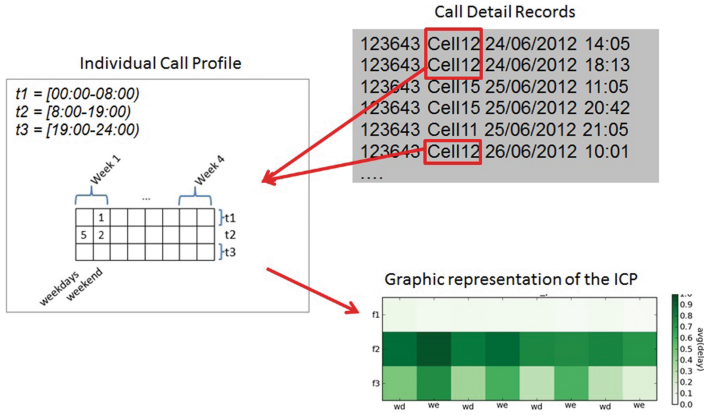 Call Detail Records
123643 Cell12 24/06/2012 14:05
123643 Cell12 24/06/2012 18:13
123643 Cell15 25/06/2012 11:05
123643 Cell15 25/06/2012 20:42
123643 Cell11 25/06/2012 21:05
123643 Cell12 26/06/2012 10:01
....
Individual Call Profile
t1 = [00:00-08:00)
t2 = [8:00-19:00)
t3 = [19:00-24:00)
Week 1
...
Week 4
1
t1
5 2
t2
t3
weekdays
weekend
Graphic representation of the ICP
f1
f2
f3
wd we wd we wd we wd we
1.0
0.9
0.8
0.7
0.6
0.5
0.4
0.3
0.2
0.1
0.0
avg(delay)